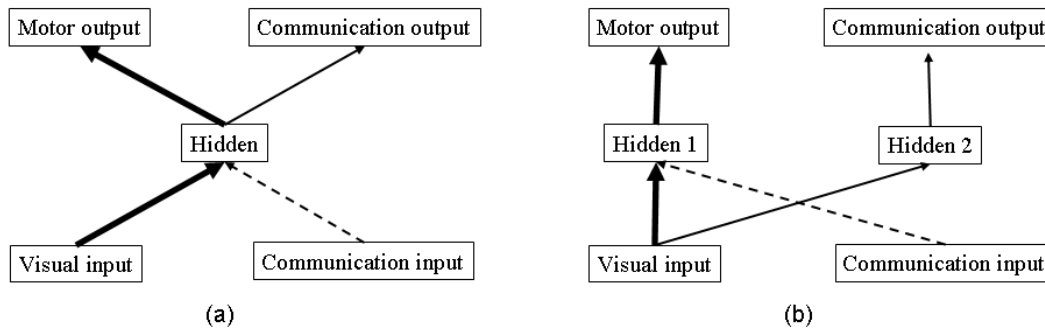 Motor output
Communication output
Hidden
Visual input
Communication input
(a)
Motor output
Communication output
Hidden 1
Hidden 2
Visual input
Communication input
(b)